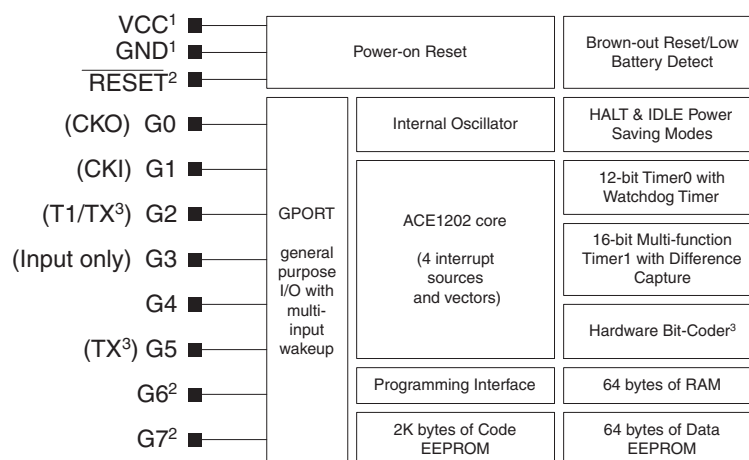 VCC¹
GND¹
RESET²
(CKO) G0
(CKI) G1
(T1/TX³) G2
(Input only) G3
G4
(TX³) G5
G6²
G7²
Power-on Reset
Brown-out Reset/Low
Battery Detect
GPORT
general
purpose
I/O with
multi-
input
wakeup
Internal Oscillator
HALT & IDLE Power
Saving Modes
ACE1202 core
(4 interrupt
sources
and vectors)
12-bit Timer0 with
Watchdog Timer
16-bit Multi-function
Timer1 with Difference
Capture
Hardware Bit-Coder³
Programming Interface
64 bytes of RAM
2K bytes of Code
EEPROM
64 bytes of Data
EEPROM